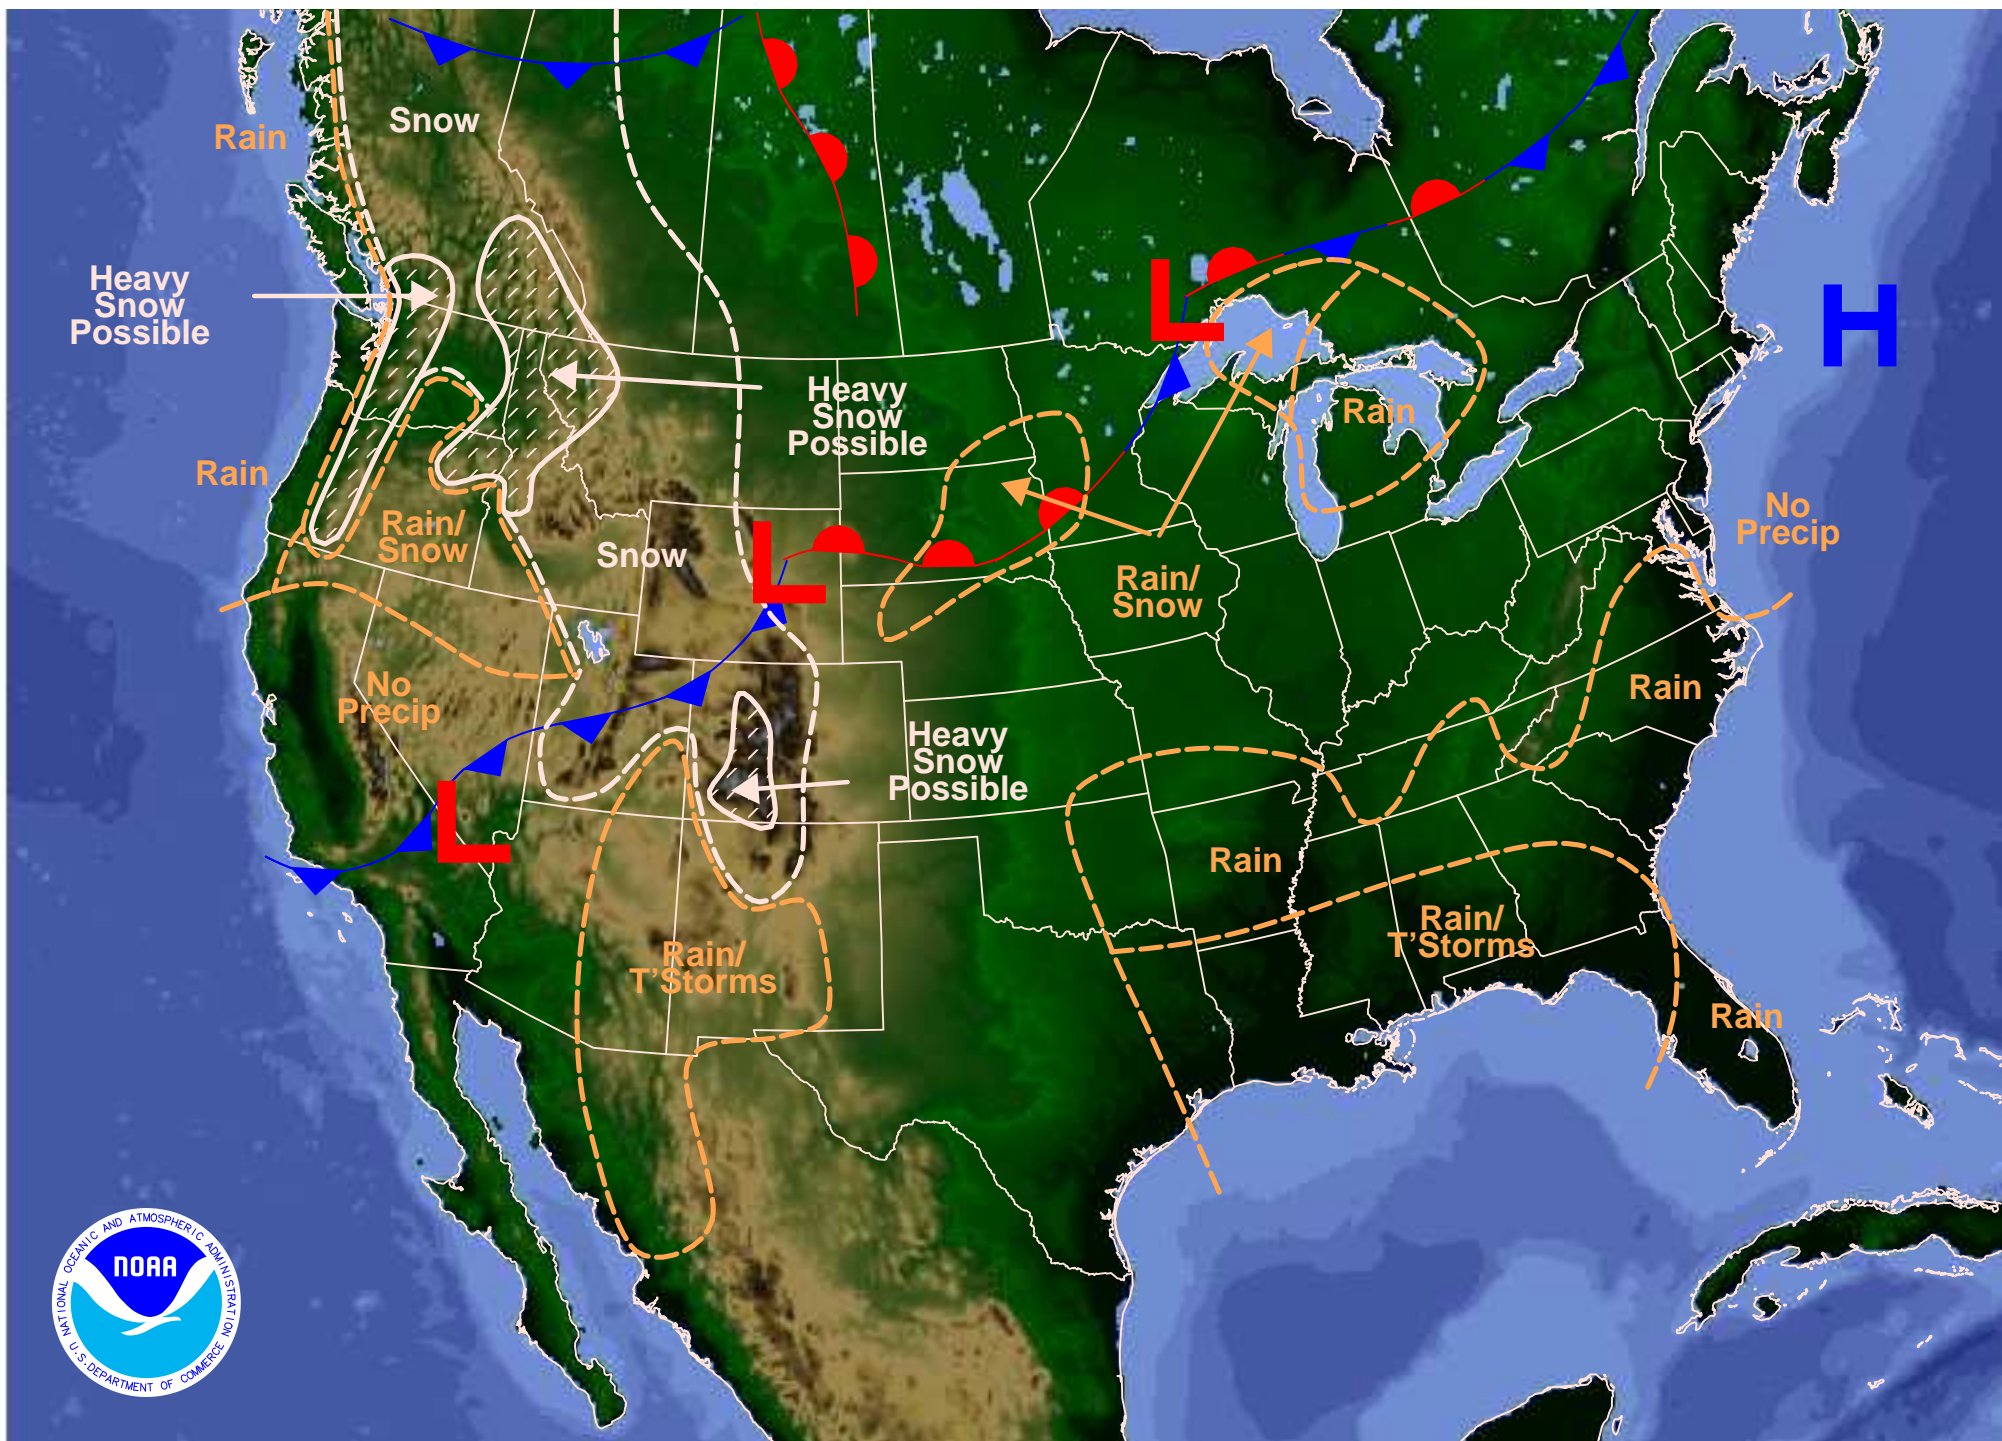 Snow
Rain
Heavy
Snow
Possible
L
H
Heavy
Snow
Possible
Rain
Rain
No
Precip
Rain/
Snow
Snow
L
Rain/
Snow
No
Precip
Rain
Heavy
Snow
Possible
L
Rain
Rain/
T'Storms
Rain/
T'Storms
Rain
NATIONAL OCEANIC AND ATMOSPHERIC ADMINISTRATION
NOAA
U.S. DEPARTMENT OF COMMERCE